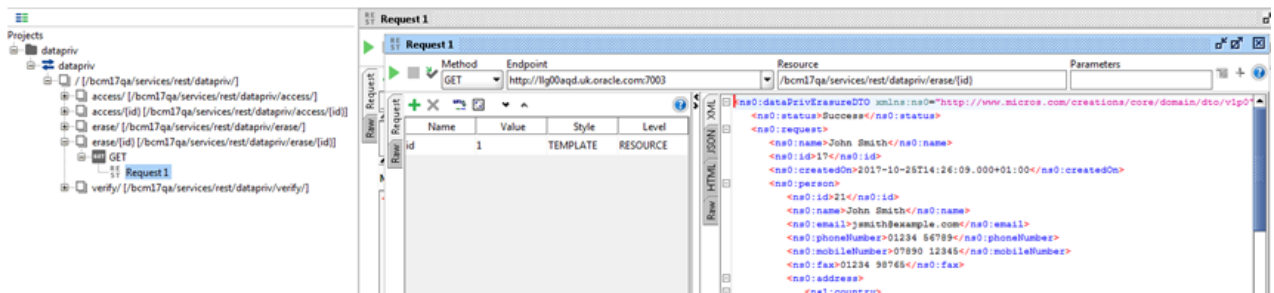 Projects
datapriv
datapriv
/ [/bcm17qa/services/rest/datapriv/]
access/ [/bcm17qa/services/rest/datapriv/access/]
access/{id} [/bcm17qa/services/rest/datapriv/access/{id}]
erase/ [/bcm17qa/services/rest/datapriv/erase/]
erase/{id} [/bcm17qa/services/rest/datapriv/erase/{id}]
GET
REST Request 1
verify/ [/bcm17qa/services/rest/datapriv/verify/]
REST Request 1
Request
Raw
REST Request 1
Method
Endpoint
Resource
Parameters
GET
http://llg00aqd.uk.oracle.com:7003
/bcm17qa/services/rest/datapriv/erase/{id}
Request
Raw
Name Value Style Level
id 1 TEMPLATE RESOURCE
XML
JSON
HTML
Raw
<ns0:dataPrivErasureDTO xmlns:ns0="http://www.micros.com/creations/core/domain/dto/v1p0"
<ns0:status>Success</ns0:status>
<ns0:request>
<ns0:name>John Smith</ns0:name>
<ns0:id>17</ns0:id>
<ns0:createdOn>2017-10-25T14:26:09.000+01:00</ns0:createdOn>
<ns0:person>
<ns0:id>21</ns0:id>
<ns0:name>John Smith</ns0:name>
<ns0:email>jsmith@example.com</ns0:email>
<ns0:phoneNumber>01234 56789</ns0:phoneNumber>
<ns0:mobileNumber>07890 12345</ns0:mobileNumber>
<ns0:fax>01234 98765</ns0:fax>
<ns0:address>
<ns1:country>